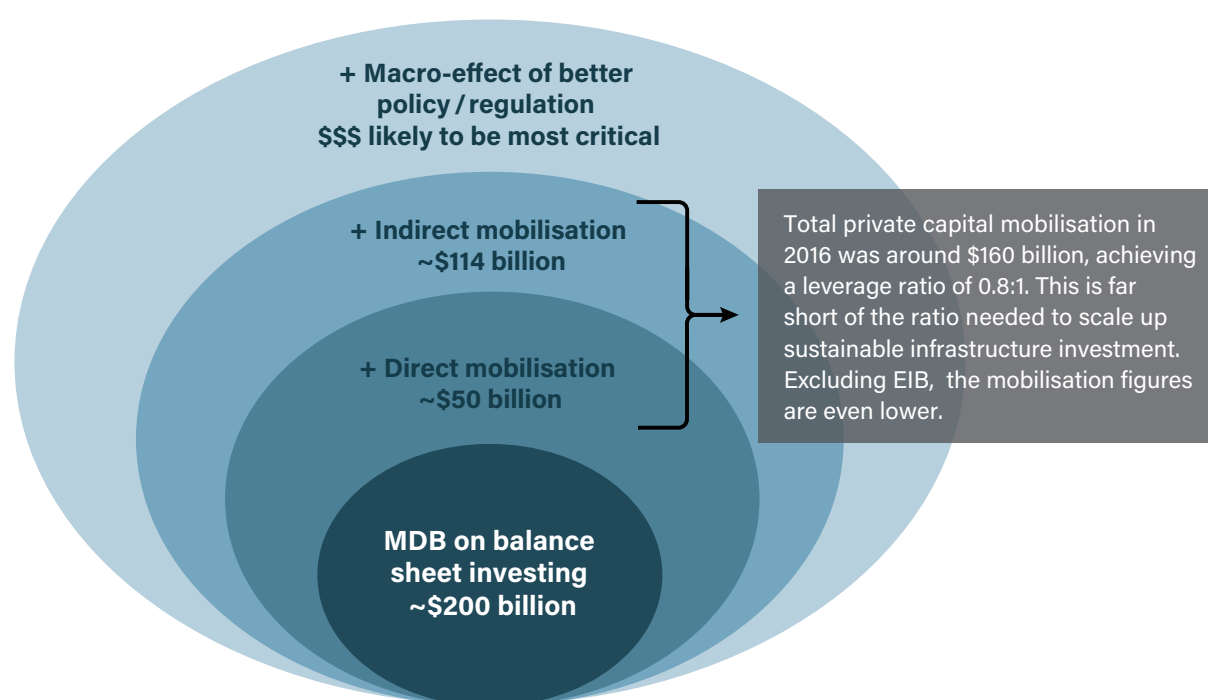 + Macro-effect of better
policy / regulation
$$$ likely to be most critical
+ Indirect mobilisation
~$114 billion
+ Direct mobilisation
~$50 billion
MDB on balance
sheet investing
~$200 billion
Total private capital mobilisation in
2016 was around $160 billion, achieving
a leverage ratio of 0.8:1. This is far
short of the ratio needed to scale up
sustainable infrastructure investment.
Excluding EIB,  the mobilisation figures
are even lower.